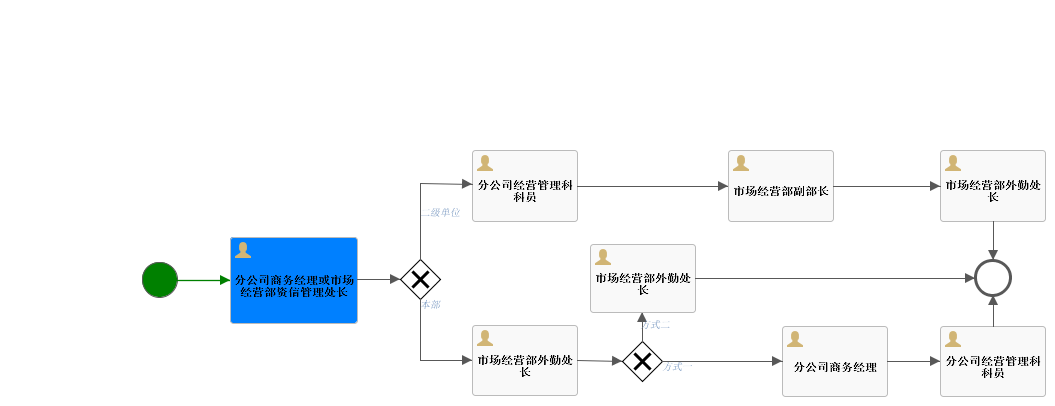 分公司经营管理科
科员
市场经营部副部长
市场经营部外勤处
长
二级单位
分公司商务经理或市场
经营部资信管理处长
市场经营部外勤处
长
本部
方式二
市场经营部外勤处
长
方式一
分公司商务经理
分公司经营管理科
科员